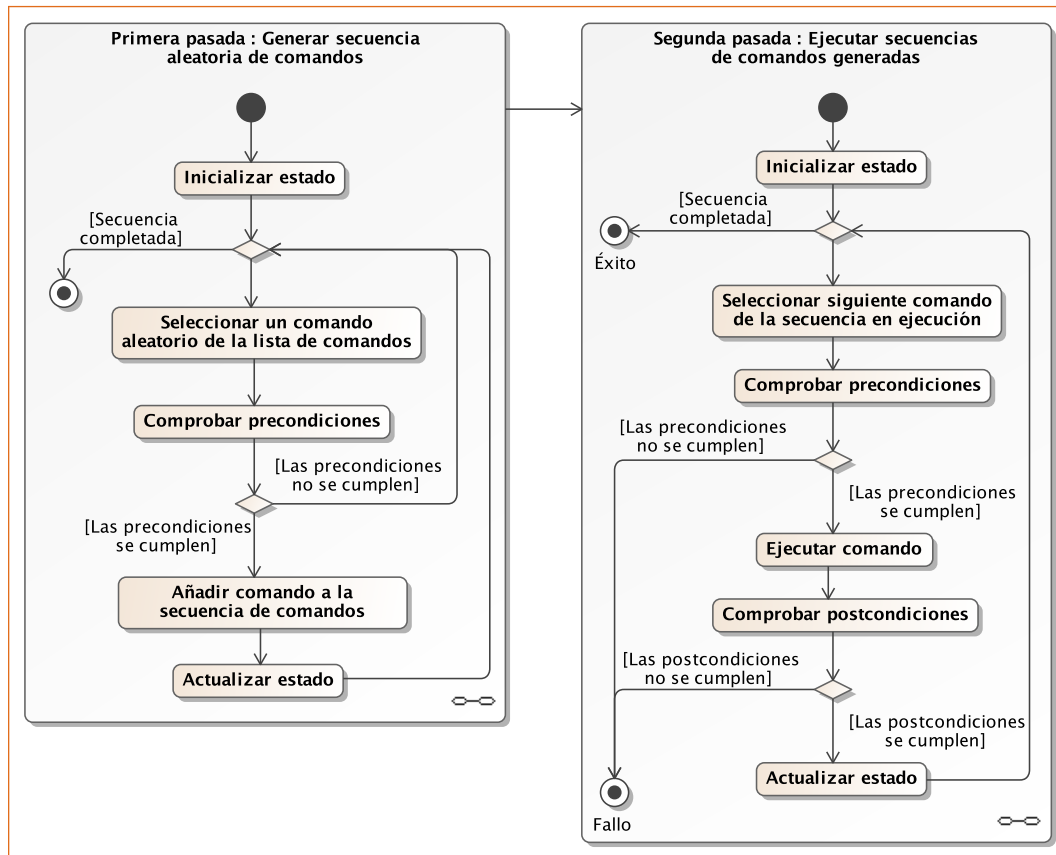 Primera pasada : Generar secuencia
aleatoria de comandos
Inicializar estado
[Secuencia
completada]
Seleccionar un comando
aleatorio de la lista de comandos
Comprobar precondiciones
[Las precondiciones
no se cumplen]
[Las precondiciones
se cumplen]
Añadir comando a la
secuencia de comandos
Actualizar estado
Segunda pasada : Ejecutar secuencias
de comandos generadas
Inicializar estado
[Secuencia
completada]
Éxito
Seleccionar siguiente comando
de la secuencia en ejecución
Comprobar precondiciones
[Las precondiciones
no se cumplen]
[Las precondiciones
se cumplen]
Ejecutar comando
Comprobar postcondiciones
[Las postcondiciones
no se cumplen]
[Las postcondiciones
se cumplen]
Actualizar estado
Fallo